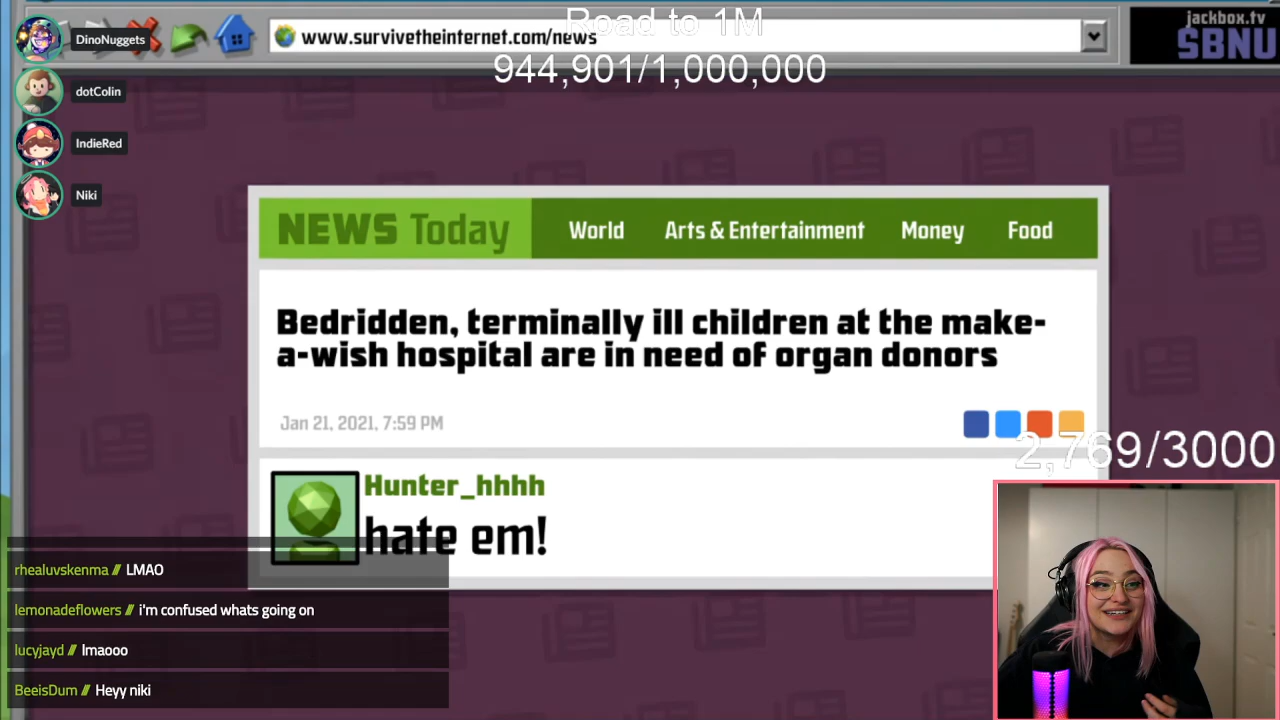 DinoNuggets
www.survivetheinternet.com/news
Road to 1M
944,901/1,000,000
jackbox.tv
SBNU
dotColin
IndieRed
Niki
NEWS Today
World
Arts & Entertainment
Money
Food
Bedridden, terminally ill children at the make-
a-wish hospital are in need of organ donors
Jan 21, 2021, 7:59 PM
2,769/3000
Hunter_hhhh
hate em!
rhealuvskenma // LMAO
lemonadeflowers // i'm confused whats going on
lucyjayd // lmaooo
BeeisDum // Heyy niki